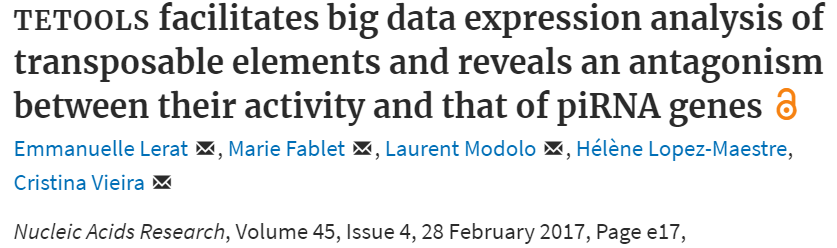 TETOOLS facilitates big data expression analysis of
transposable elements and reveals an antagonism
between their activity and that of piRNA genes
Emmanuelle Lerat, Marie Fablet, Laurent Modolo, Hélène Lopez-Maestre,
Cristina Vieira
Nucleic Acids Research, Volume 45, Issue 4, 28 February 2017, Page e17,